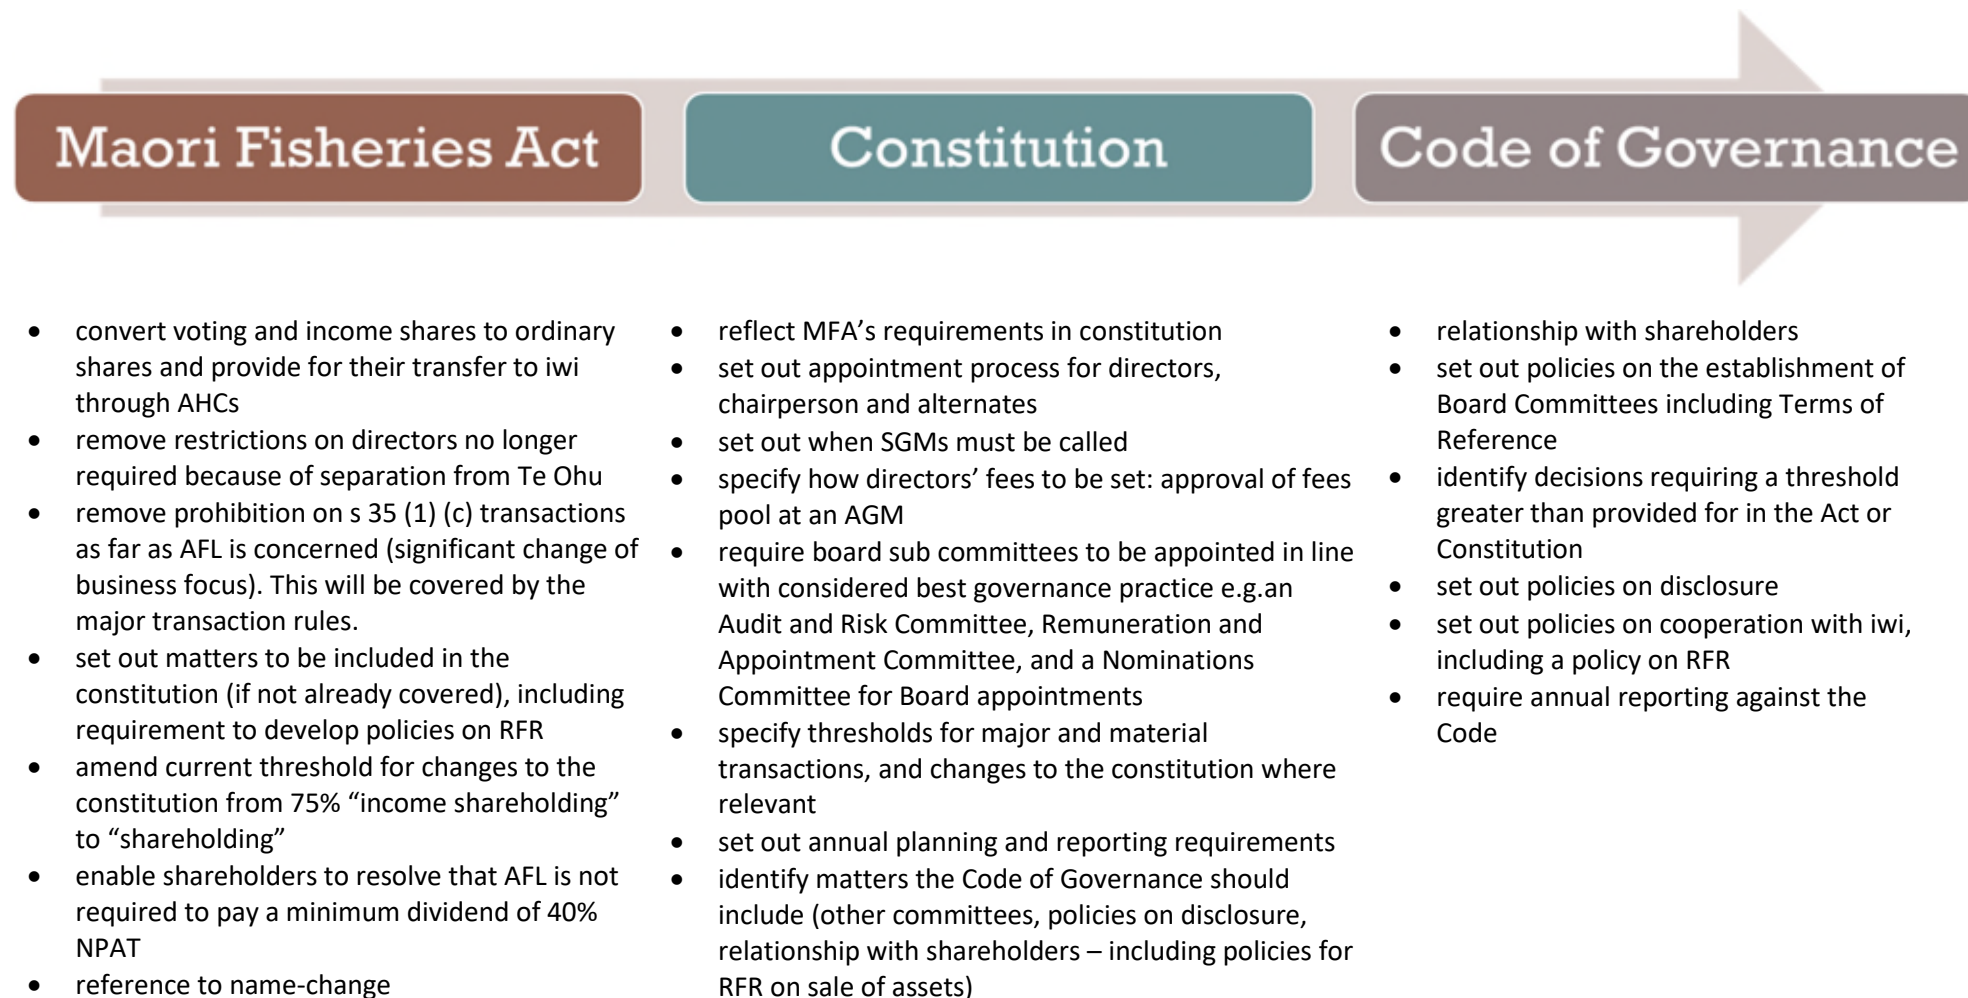 Maori Fisheries Act
Constitution
Code of Governance
• convert voting and income shares to ordinary
shares and provide for their transfer to iwi
through AHCs
• remove restrictions on directors no longer
required because of separation from Te Ohu
• remove prohibition on s 35 (1) (c) transactions
as far as AFL is concerned (significant change of
business focus). This will be covered by the
major transaction rules.
• set out matters to be included in the
constitution (if not already covered), including
requirement to develop policies on RFR
• amend current threshold for changes to the
constitution from 75% “income shareholding”
to “shareholding”
• enable shareholders to resolve that AFL is not
required to pay a minimum dividend of 40%
NPAT
• reference to name-change
• reflect MFA’s requirements in constitution
• set out appointment process for directors,
chairperson and alternates
• set out when SGMs must be called
• specify how directors’ fees to be set: approval of fees
pool at an AGM
• require board sub committees to be appointed in line
with considered best governance practice e.g.an
Audit and Risk Committee, Remuneration and
Appointment Committee, and a Nominations
Committee for Board appointments
• specify thresholds for major and material
transactions, and changes to the constitution where
relevant
• set out annual planning and reporting requirements
• identify matters the Code of Governance should
include (other committees, policies on disclosure,
relationship with shareholders – including policies for
RFR on sale of assets)
• relationship with shareholders
• set out policies on the establishment of
Board Committees including Terms of
Reference
• identify decisions requiring a threshold
greater than provided for in the Act or
Constitution
• set out policies on disclosure
• set out policies on cooperation with iwi,
including a policy on RFR
• require annual reporting against the
Code